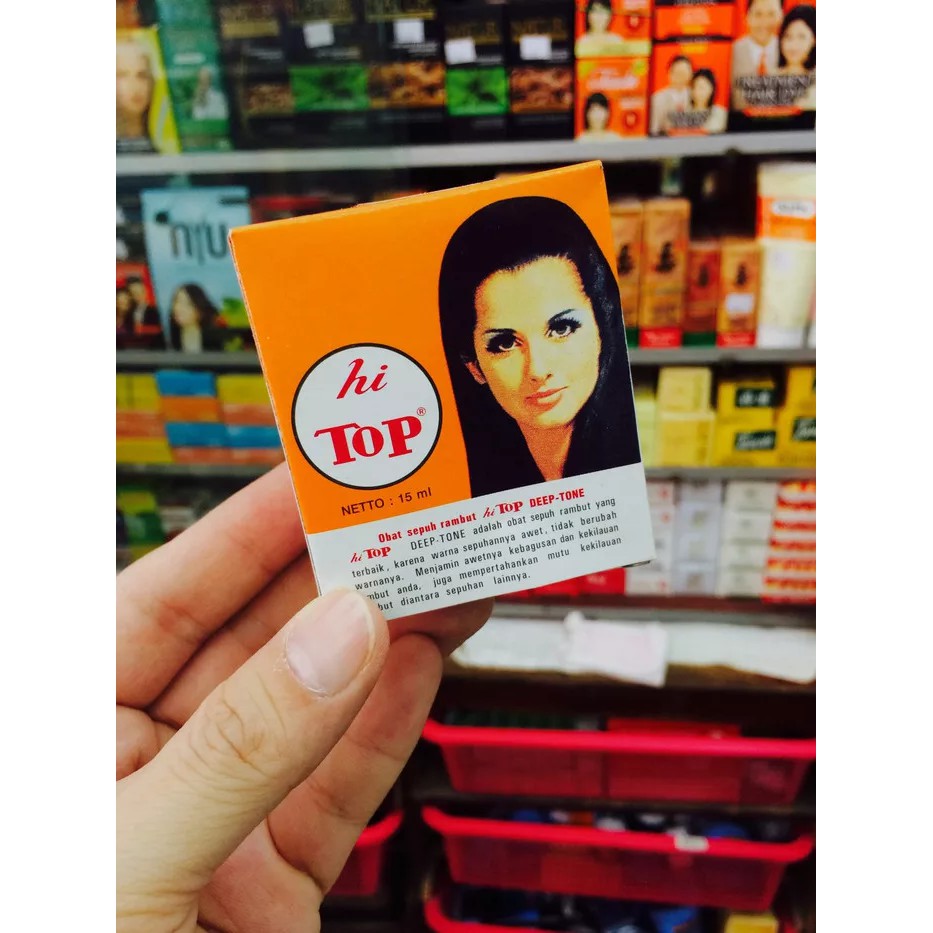 hi
TOP®
NETTO : 15 ml
Obat sepuh rambut hi TOP DEEP-TONE
hi TOP DEEP-TONE adalah obat sepuh rambut yang
terbaik, karena warna sepuhannya awet, tidak berubah
warnanya. Menjamin awetnya kebagusan dan kekilauan
anda, juga mempertahankan mutu kekilauan
diantara sepuhan lainnya.
niu